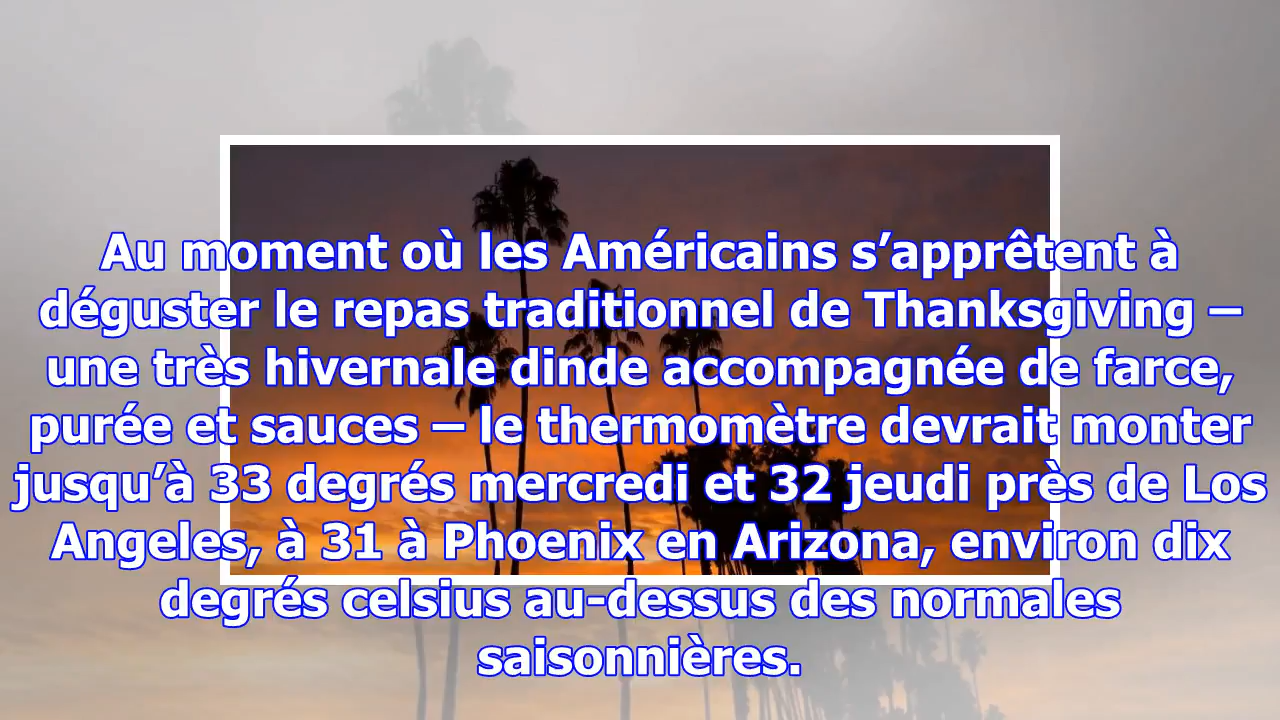 Au moment où les Américains s’apprêtent à
déguster le repas traditionnel de Thanksgiving –
une très hivernale dinde accompagnée de farce,
purée et sauces – le thermomètre devrait monter
jusqu’à 33 degrés mercredi et 32 jeudi près de Los
Angeles, à 31 à Phoenix en Arizona, environ dix
degrés celsius au-dessus des normales
saisonnières.